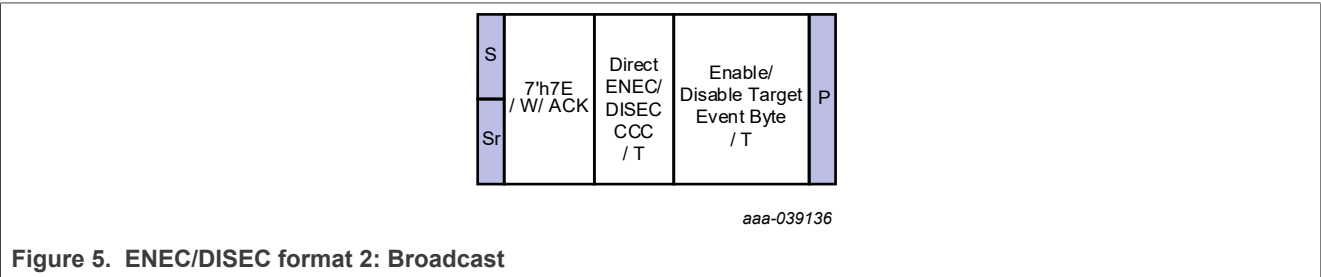 S
Sr
7'h7E
/ W/ ACK
Direct
ENEC/
DISEC
CCC
/ T
Enable/
Disable Target
Event Byte
/ T
P
aaa-039136
Figure 5. ENEC/DISEC format 2: Broadcast